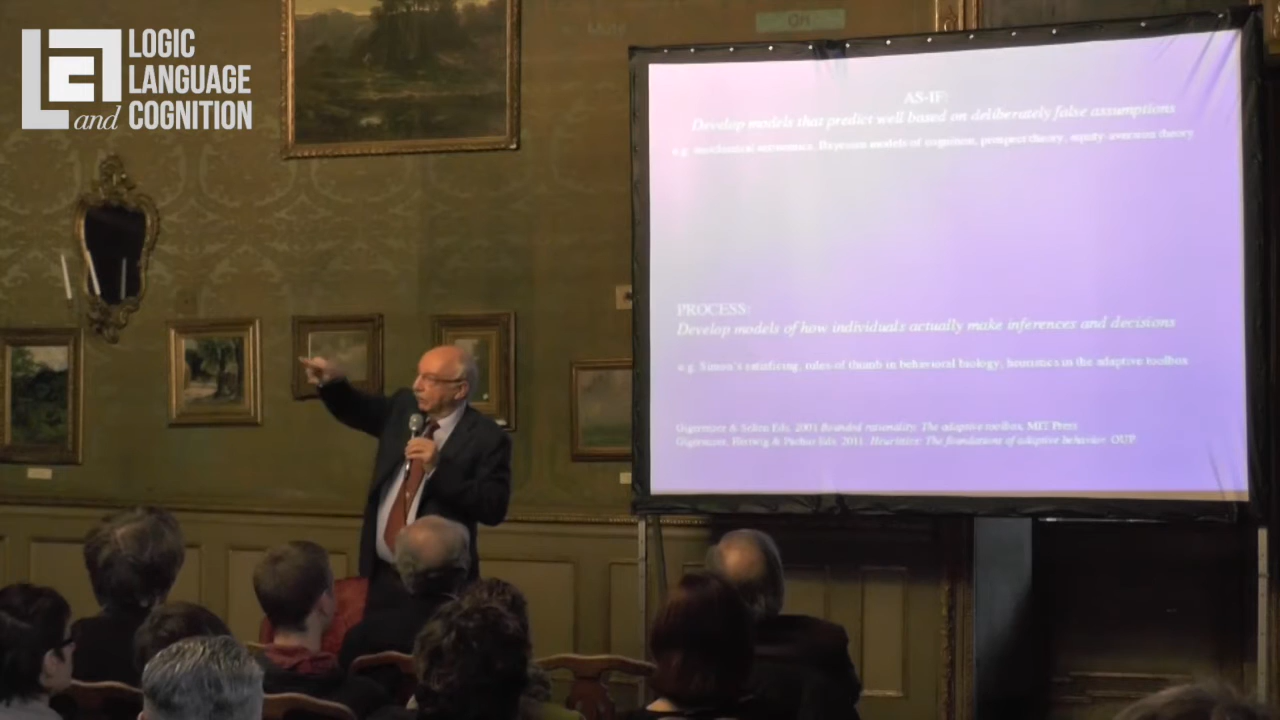 LOGIC
LANGUAGE
and COGNITION
AS-IF:
Develop models that predict well based on deliberately false assumptions
e.g. neoclassical economics, Bayesian models of cognition, prospect theory, equity-aversion theory
PROCESS:
Develop models of how individuals actually make inferences and decisions
e.g. Simon's satisficing, rules of thumb in behavioral biology, heuristics in the adaptive toolbox
Gigerenzer & Selten Eds. 2001 Bounded rationality: The adaptive toolbox, MIT Press
Gigerenzer, Hertwig & Pachur Eds. 2011. Heuristics: The foundations of adaptive behavior. OUP.